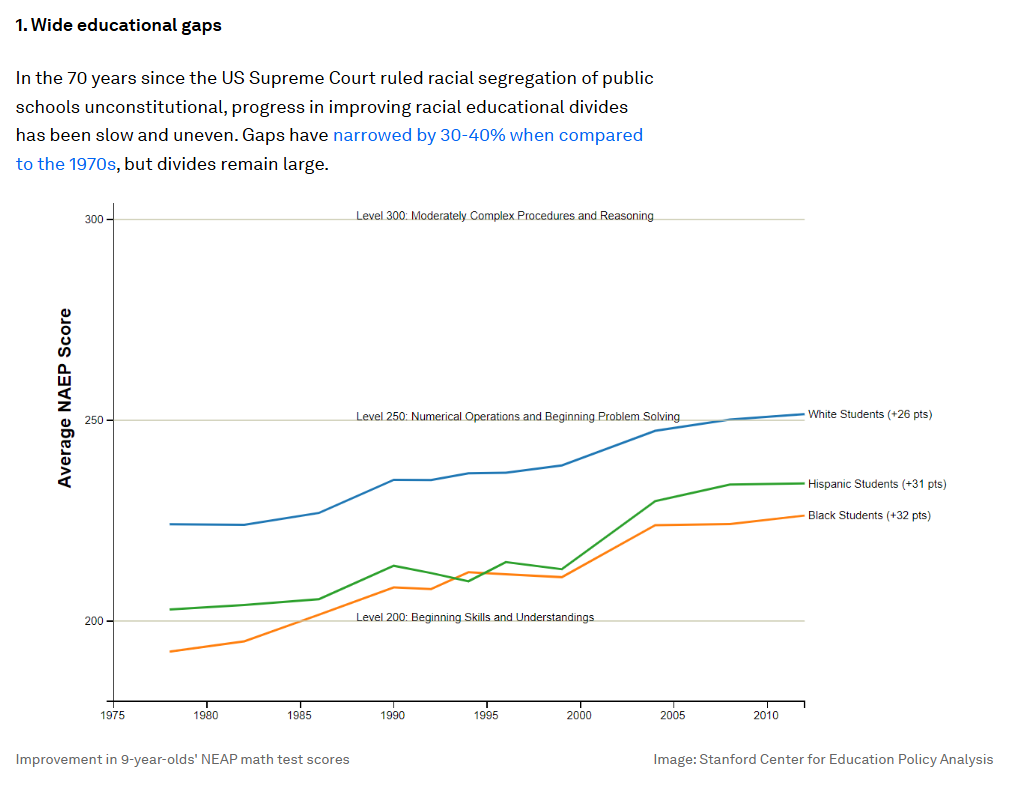 1. Wide educational gaps
In the 70 years since the US Supreme Court ruled racial segregation of public
schools unconstitutional, progress in improving racial educational divides
has been slow and uneven. Gaps have narrowed by 30-40% when compared
to the 1970s, but divides remain large.
300
Level 300: Moderately Complex Procedures and Reasoning
Average NAEP Score
250
Level 250: Numerical Operations and Beginning Problem Solving
White Students (+26 pts)
Hispanic Students (+31 pts)
Black Students (+32 pts)
200
Level 200: Beginning Skills and Understandings
1975 1980 1985 1990 1995 2000 2005 2010
Improvement in 9-year-olds' NEAP math test scores
Image: Stanford Center for Education Policy Analysis